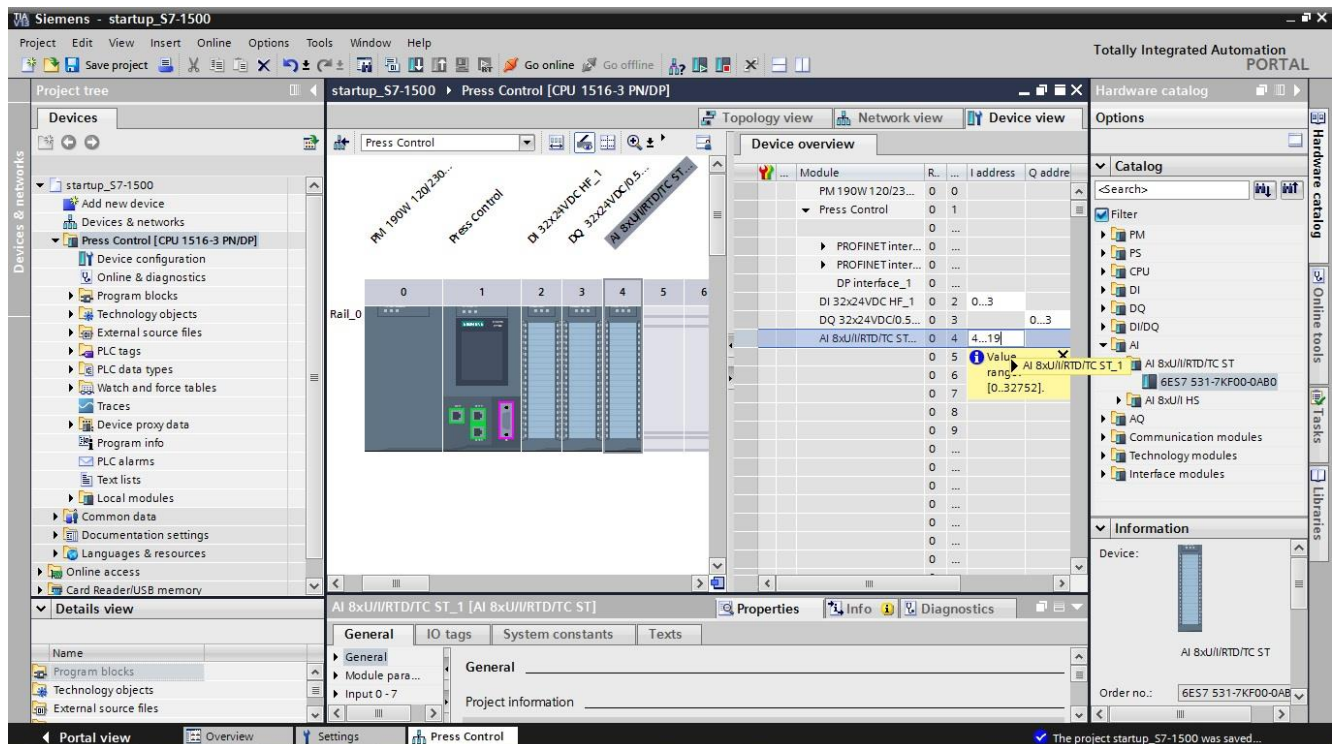 Siemens - startup_S7-1500
Project Edit View Insert Online Options Tools Window Help
Totally Integrated Automation
PORTAL
Save project
Go online
Go offline
Project tree
Devices
Devices & networks
startup_S7-1500
Add new device
Devices & networks
Press Control [CPU 1516-3 PN/DP]
Device configuration
Online & diagnostics
Program blocks
Technology objects
External source files
PLC tags
PLC data types
Watch and force tables
Traces
Device proxy data
Program info
PLC alarms
Text lists
Local modules
Common data
Documentation settings
Languages & resources
Online access
Card Reader/USB memory
Details view
Name
Program blocks
Technology objects
External source files
startup_S7-1500 Press Control [CPU 1516-3 PN/DP]
Topology view Network view Device view
Press Control
PM 190W 120/230...
Press Control
DI 32x24VDC HF_1
DQ 32x24VDC/0.5...
AI 8xU/I/RTD/TC ST...
0 1 2 3 4 5 6
Rail_0
Device overview
... Module R.. ... I address Q addre
PM 190W 120/23... 0 0
Press Control 0 1
0 ...
PROFINET inter... 0 ...
PROFINET inter... 0 ...
DP interface_1 0 ...
DI 32x24VDC HF_1 0 2 0...3
DQ 32x24VDC/0.5... 0 3 0...3
AI 8xU/I/RTD/TC ST... 0 4 4...19
0 5
0 6
0 7
0 8
0 9
0 ...
0 ...
0 ...
0 ...
0 ...
0 ...
0 ...
Value
range
[0..32752].
AI 8xU/I/RTD/TC ST_1
AI 8xU/I/RTD/TC ST_1 [AI 8xU/I/RTD/TC ST]
Properties Info Diagnostics
General IO tags System constants Texts
General
Module para...
Input 0 - 7
General
Project information
Hardware catalog
Options
Catalog
<Search>
Filter
PM
PS
CPU
DI
DQ
DI/DQ
AI
AI 8xU/I/RTD/TC ST
6ES7 531-7KF00-0AB0
AI 8xU/I HS
AQ
Communication modules
Technology modules
Interface modules
Information
Device:
AI 8xU/I/RTD/TC ST
Order no.: 6ES7 531-7KF00-0AB
Hardware catalog
Online tools
Tasks
Libraries
Portal view
Overview
Settings
Press Control
The project startup_S7-1500 was saved...